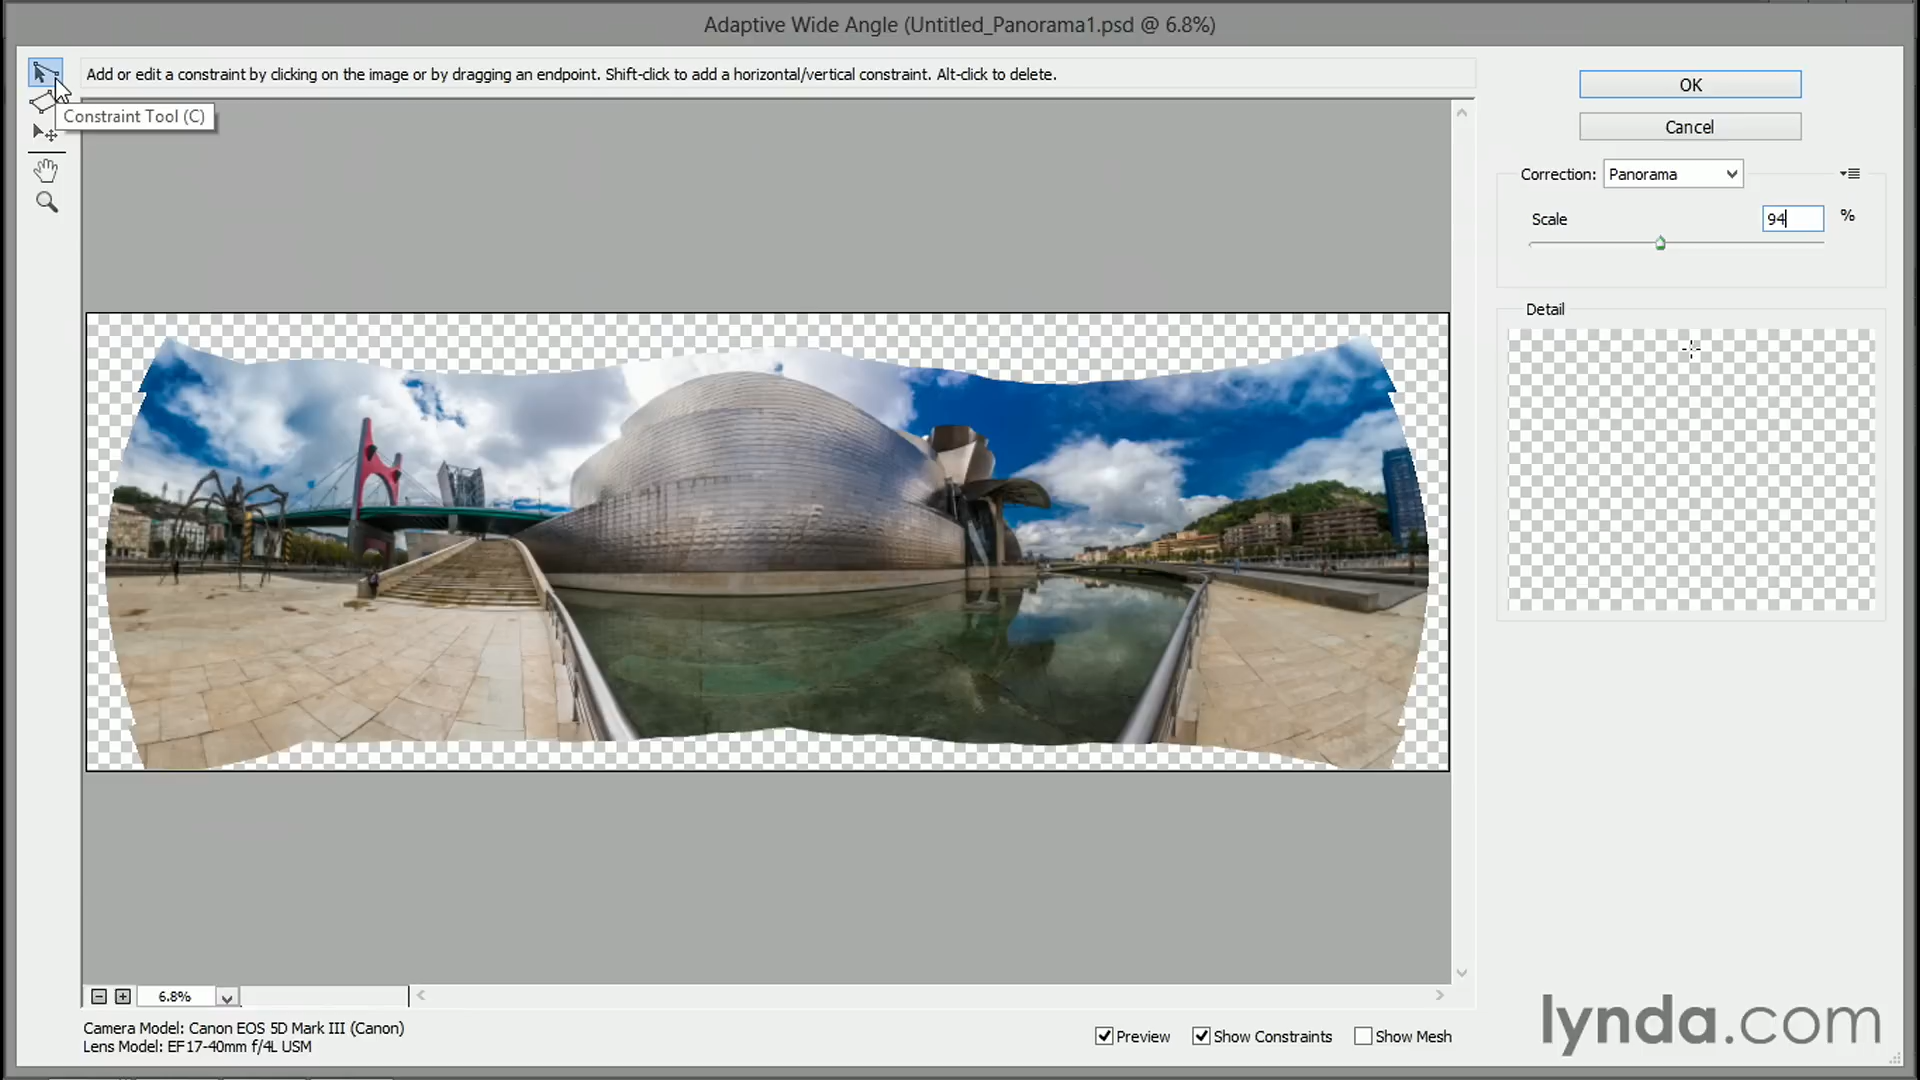 Adaptive Wide Angle (Untitled_Panorama1.psd @ 6.8%)
Add or edit a constraint by clicking on the image or by dragging an endpoint. Shift-click to add a horizontal/vertical constraint. Alt-click to delete.
Constraint Tool (C)
OK
Cancel
Correction: Panorama
Scale 94 %
Detail
6.8%
Camera Model: Canon EOS 5D Mark III (Canon)
Lens Model: EF17-40mm f/4L USM
Preview Show Constraints Show Mesh
lynda.com